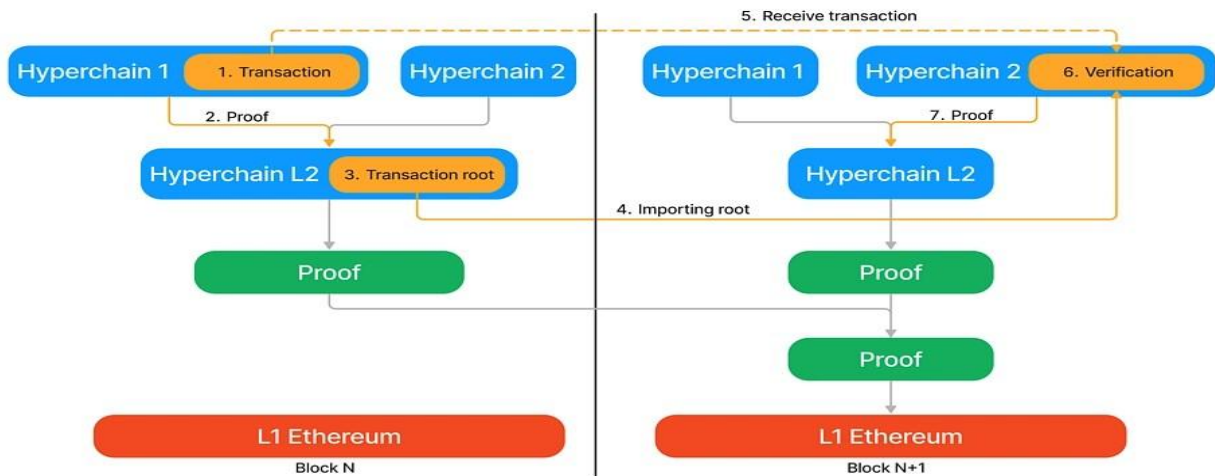 5. Receive transaction
Hyperchain 1
1. Transaction
Hyperchain 2
Hyperchain 1
Hyperchain 2
6. Verification
2. Proof
7. Proof
Hyperchain L2
3. Transaction root
Hyperchain L2
4. Importing root
Proof
Proof
Proof
L1 Ethereum
L1 Ethereum
Block N
Block N+1